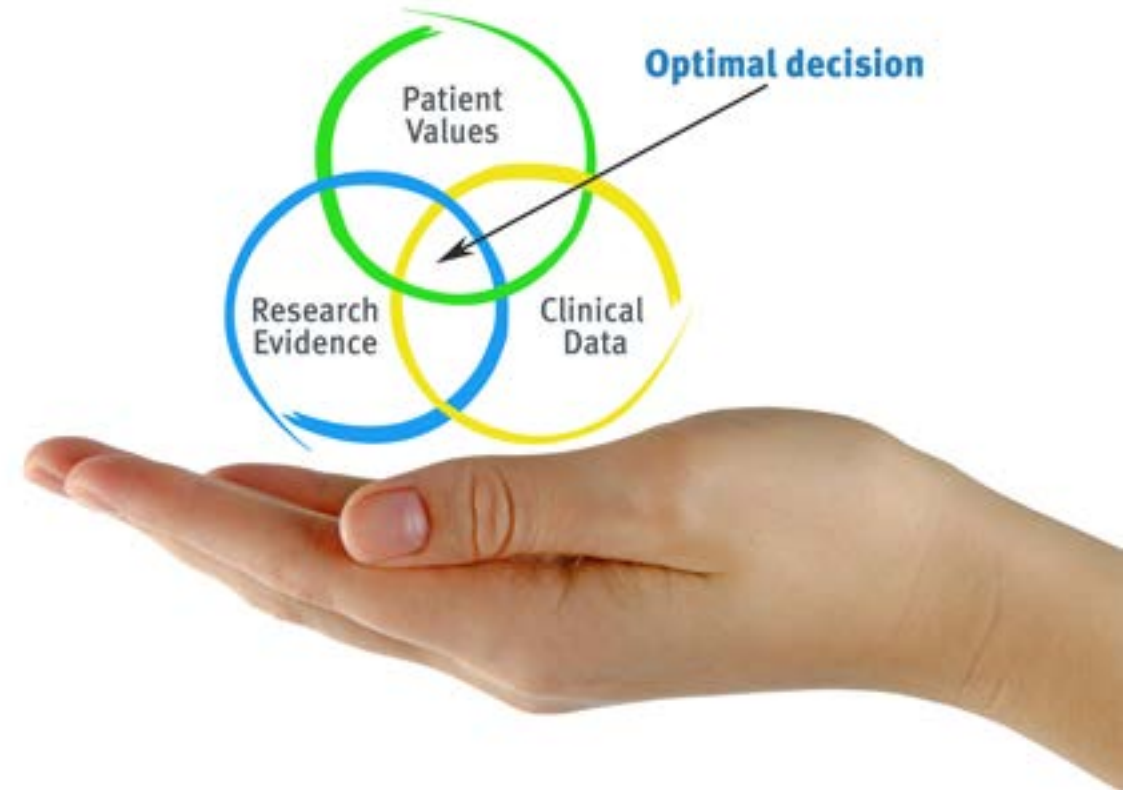 Optimal decision
Patient
Values
Research
Evidence
Clinical
Data